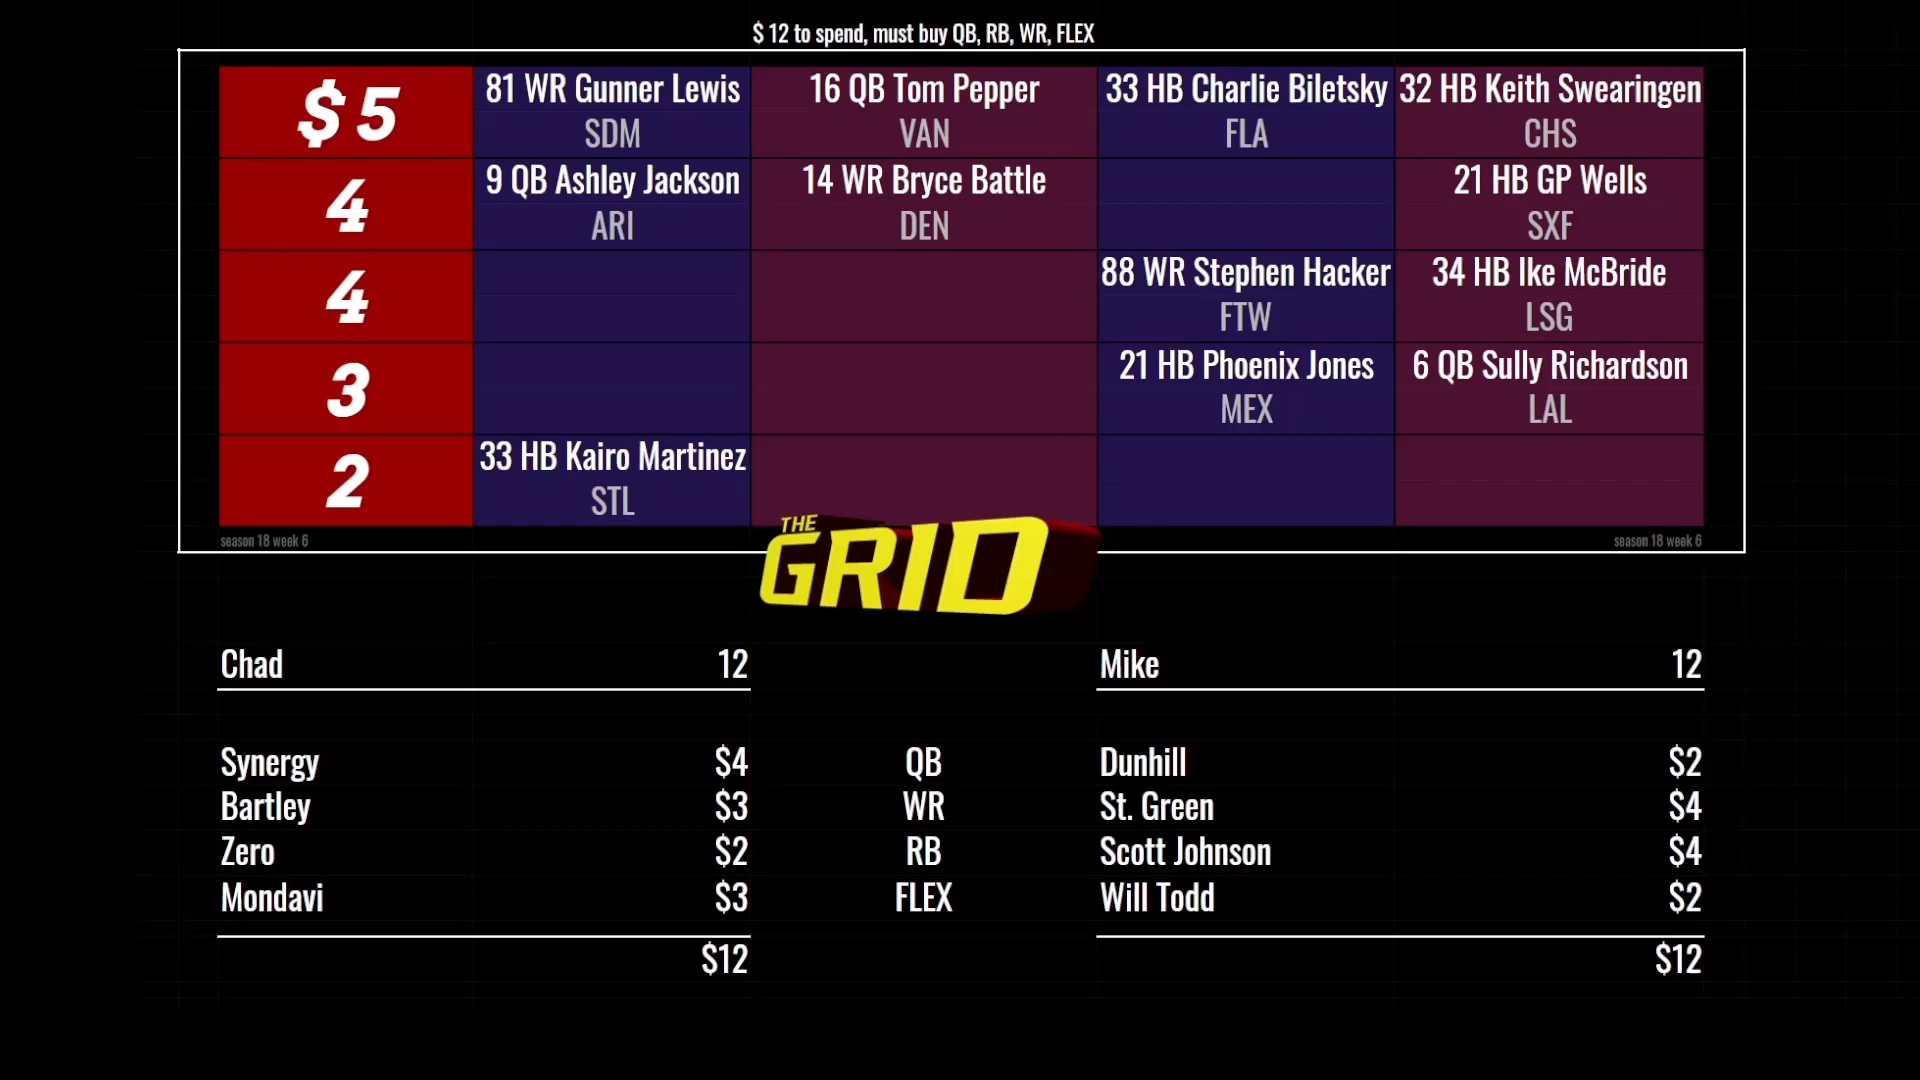 $ 12 to spend, must buy QB, RB, WR, FLEX
$ 5
81 WR Gunner Lewis
SDM
16 QB Tom Pepper
VAN
33 HB Charlie Biletsky
FLA
32 HB Keith Swearingen
CHS
4
9 QB Ashley Jackson
ARI
14 WR Bryce Battle
DEN
21 HB GP Wells
SXF
4
88 WR Stephen Hacker
FTW
34 HB Ike McBride
LSG
3
21 HB Phoenix Jones
MEX
6 QB Sully Richardson
LAL
2
33 HB Kairo Martinez
STL
season 18 week 6
season 18 week 6
THE
GRID
Chad 12
Mike 12
Synergy $4 QB Dunhill $2
Bartley $3 WR St. Green $4
Zero $2 RB Scott Johnson $4
Mondavi $3 FLEX Will Todd $2
$12 $12